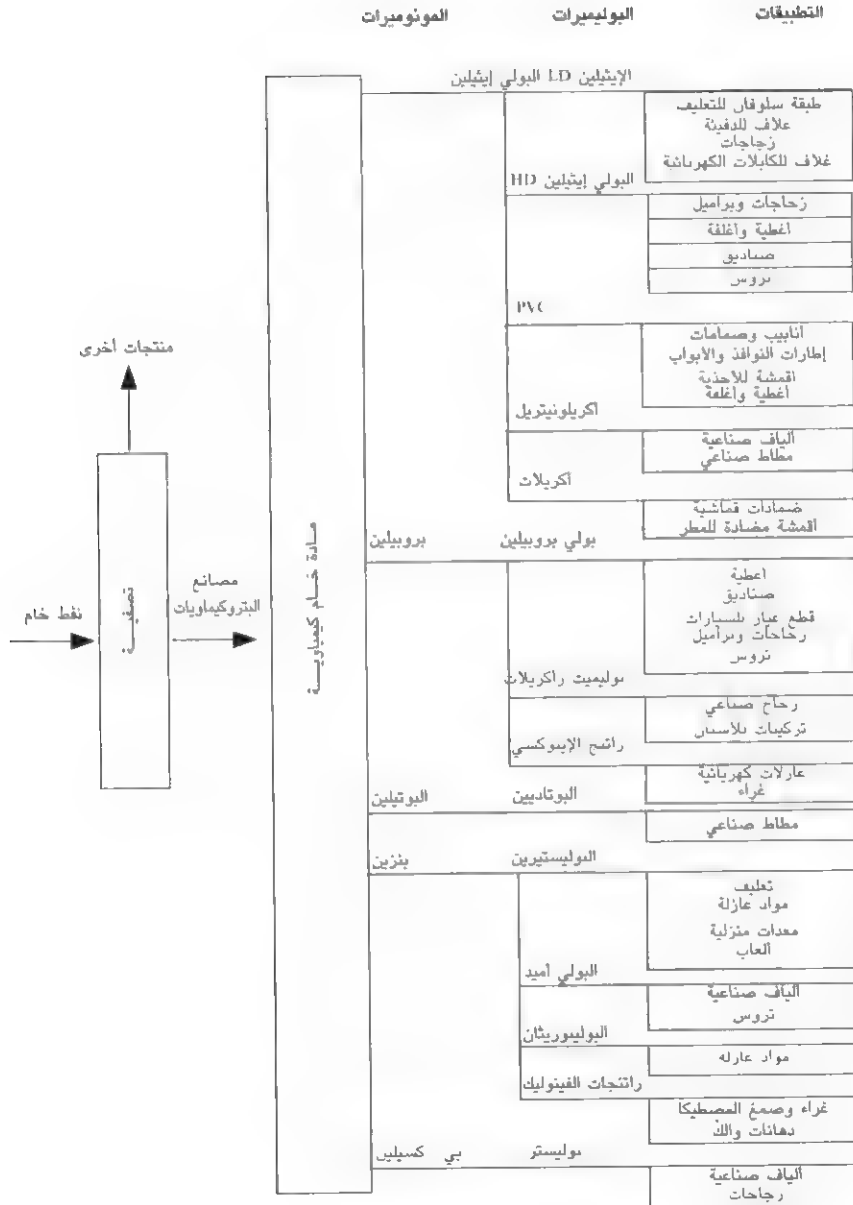 التطبيقات البوليميرات المونوميرات
الإيثيلين LD البولي إيثيلين
طبقة سلوفان للتغليف
غلاف للدفيئة
زجاجات
غلاف للكابلات الكهربائية
البولي إيثيلين HD
زجاجات وبراميل
أغطية وأغلفة
صناديق
تروس
PVC
أنابيب وصمامات
إطارات النوافذ والأبواب
أقمشة للأحذية
أغطية وأغلفة
أكريلونيتريل
ألياف صناعية
مطاط صناعي
أكريلات
ضمادات قماشية
أقمشة مضادة للمطر
بروبيلين بولي بروبيلين
أغطية
صناديق
قطع غيار للسيارات
زجاجات وبراميل
تروس
بوليميت راكريلات
زجاج صناعي
تركيبات للأسنان
راتنج الإيبوكسي
عازلات كهربائية
غراء
البوتيلين البوتاديين
مطاط صناعي
بنزين البوليستيرين
تغليف
مواد عازلة
معدات منزلية
ألعاب
البولي أميد
ألياف صناعية
تروس
البوليوريثان
مواد عازلة
راتنجات الفينوليك
غراء وصمغ المصطيكا
دهانات واللك
بي كسيلين بوليستر
ألياف صناعية
زجاجات
منتجات أخرى
نفط خام
تصفية
مصانع
البتروكيماويات
مادة خام كيمياوية